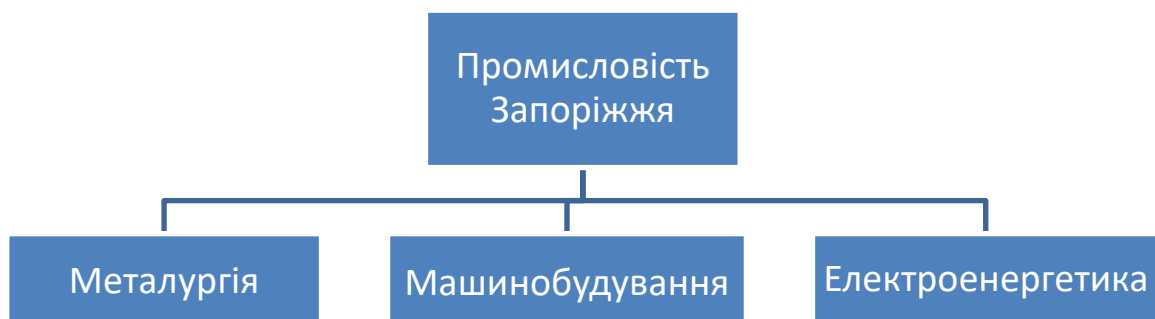 Промисловість
Запоріжжя
Металургія
Машинобудування
Електроенергетика